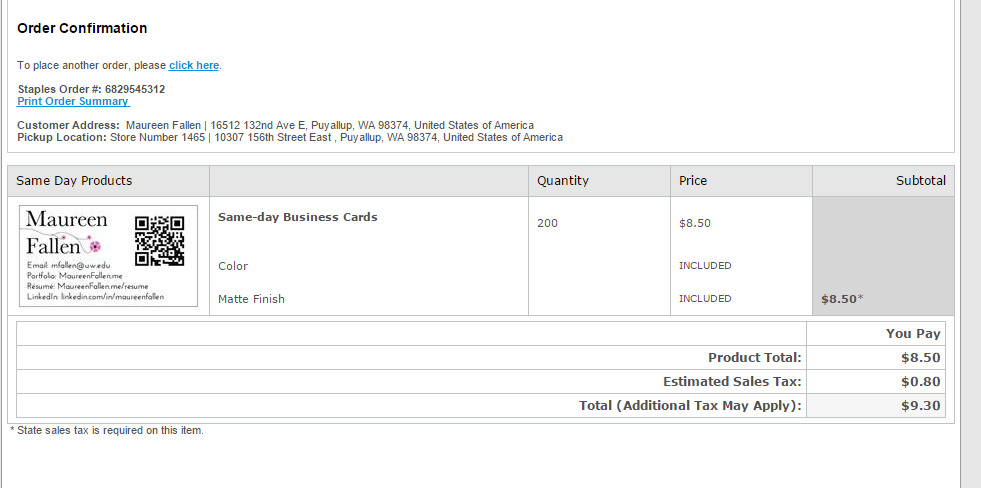 Order Confirmation
To place another order, please click here.
Staples Order #: 6829545312
Print Order Summary
Customer Address: Maureen Fallen | 16512 132nd Ave E, Puyallup, WA 98374, United States of America
Pickup Location: Store Number 1465 | 10307 156th Street East , Puyallup, WA 98374, United States of America
Same Day Products Quantity Price Subtotal
Maureen
Fallen
Email: mfallen@uw.edu
Portfolio: MaureenFallen.me
Résumé: MaureenFallen.me/resume
LinkedIn: linkedin.com/in/maureenfallen
Same-day Business Cards 200 $8.50
Color INCLUDED
Matte Finish INCLUDED $8.50*
You Pay
Product Total: $8.50
Estimated Sales Tax: $0.80
Total (Additional Tax May Apply): $9.30
* State sales tax is required on this item.